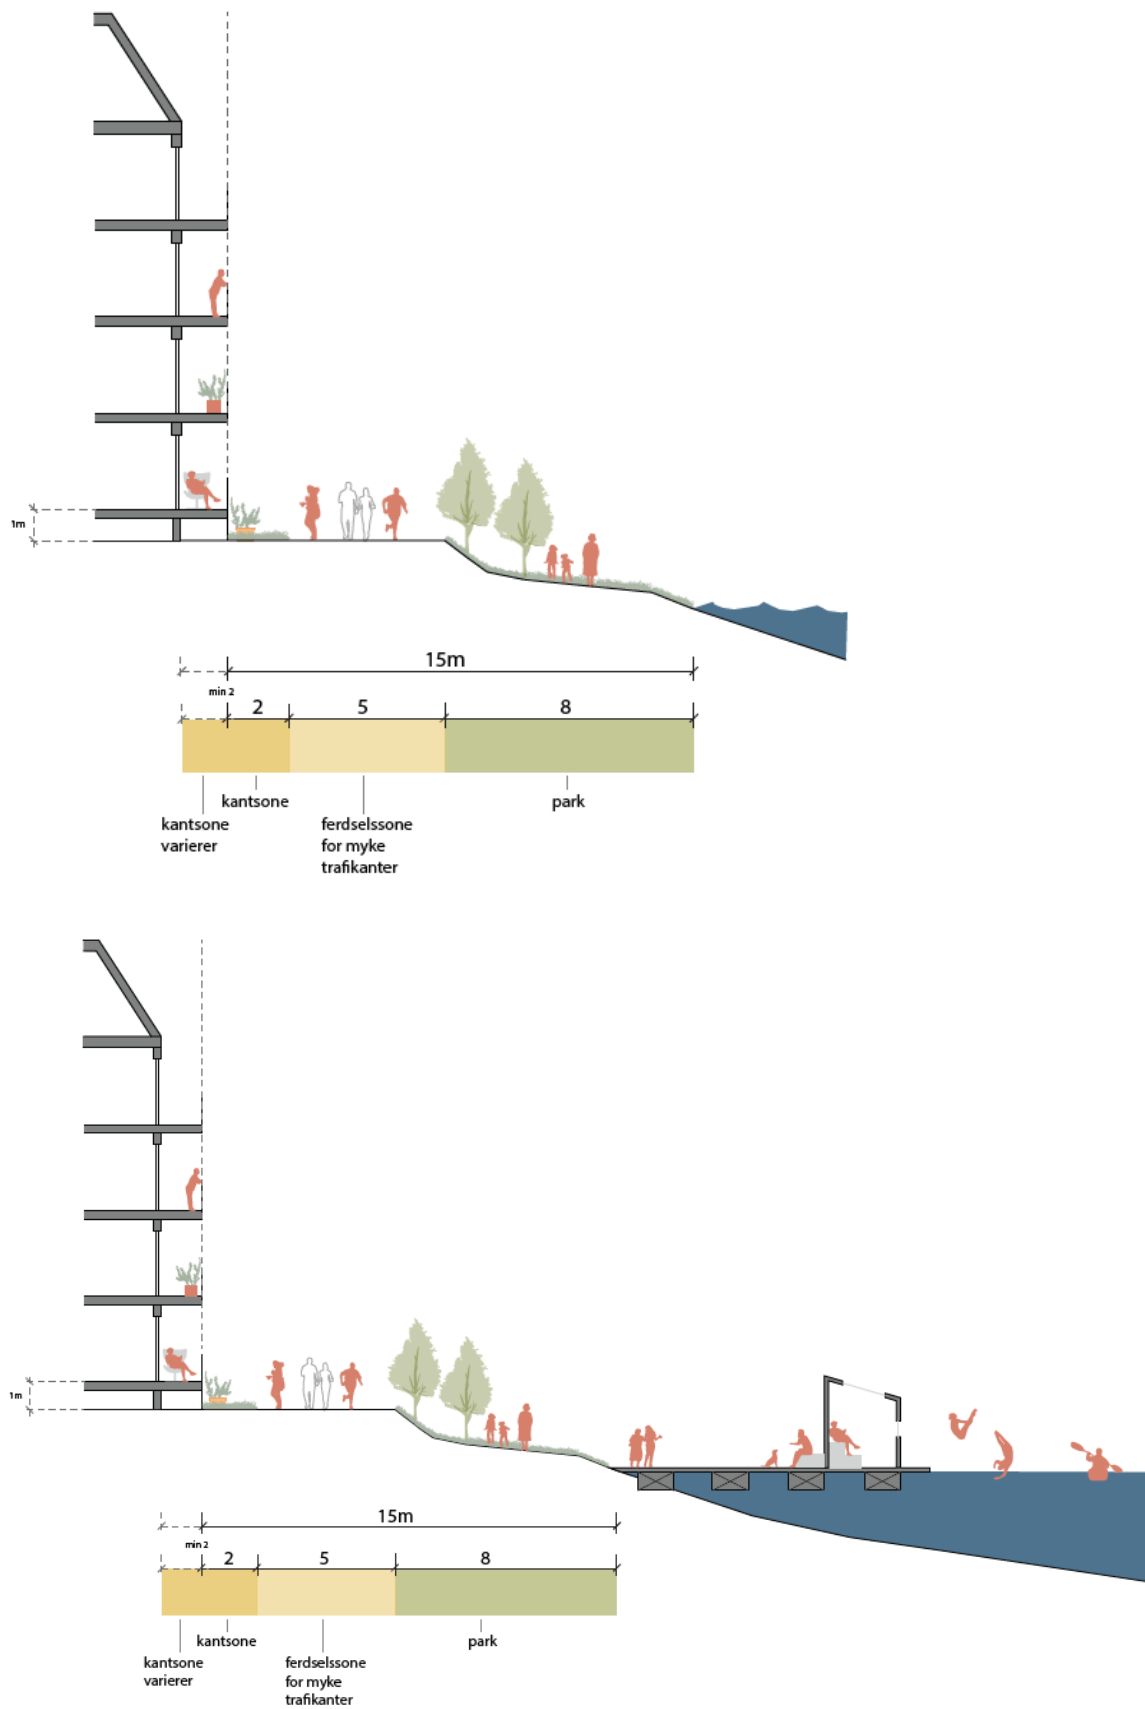 1m
15m
min 2
2
5
8
kantsone
park
kantsone
varierer
ferdselssone
for myke
trafikanter
1m
15m
min 2
2
5
8
kantsone
park
kantsone
varierer
ferdselssone
for myke
trafikanter